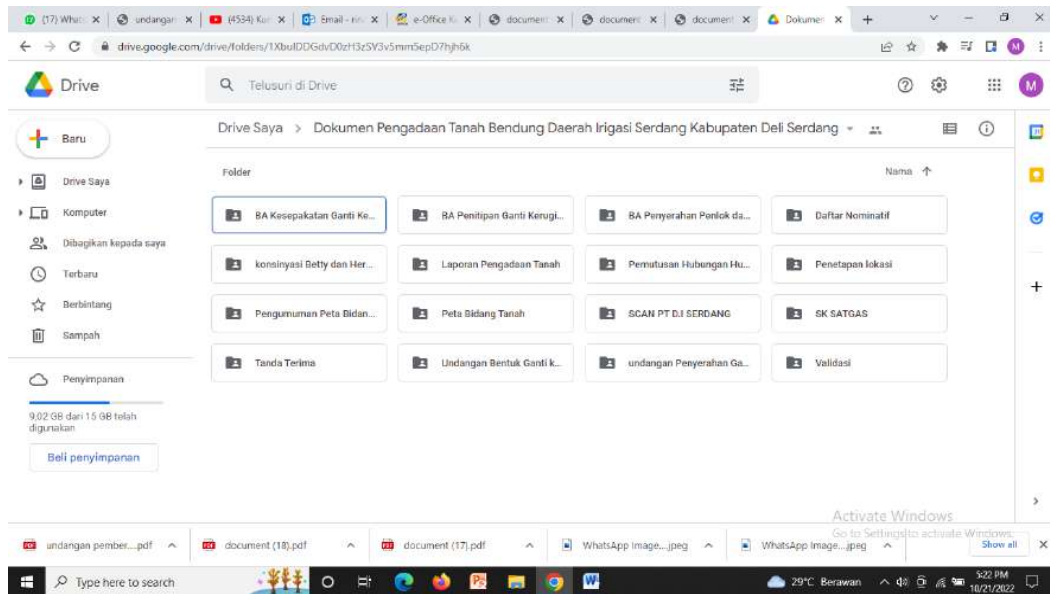 (17) What
undangan
(4534) Ku
Email - rin
e-Office K
document
document
document
Dokumen
drive.google.com/drive/folders/
M
Drive
Telusuri di Drive
M
Baru
Drive Saya > Dokumen Pengadaan Tanah Bendung Daerah Irigasi Serdang Kabupaten Deli Serdang
Drive Saya
Komputer
Dibagikan kepada saya
Terbaru
Berbintang
Sampah
Penyimpanan
9,02 GB dari 15 GB telah
digunakan
Beli penyimpanan
Folder
Nama
BA Kesepakatan Ganti Ke...
BA Penitipan Ganti Kerugi...
BA Penyerahan Penlok da...
Daftar Nominatif
konsinyasi Betty dan Her...
Laporan Pengadaan Tanah
Pemutusan Hubungan Hu...
Penetapan lokasi
Pengumuman Peta Bidan...
Peta Bidang Tanah
SCAN PT D.I SERDANG
SK SATGAS
Tanda Terima
Undangan Bentuk Ganti k...
undangan Penyerahan Ga...
Validasi
Activate Windows
Go to Settings to activate Windows.
undangan pember....pdf
document (18).pdf
document (17).pdf
WhatsApp Image....jpeg
WhatsApp Image....jpeg
Show all
Type here to search
29°C Berawan
5:22 PM
10/21/2022